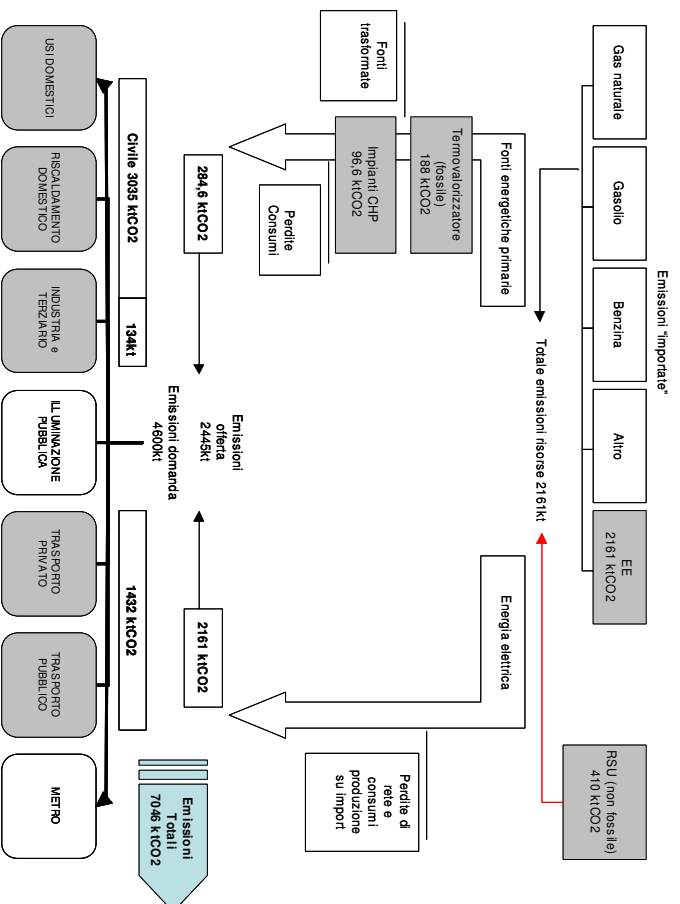 Emissioni "importate"
Gas naturale
Gasolio
Benzina
Altro
EE
2161 ktCO2
RSU (non fossile)
410 ktCO2
Totale emissioni risorse 2161kt
Fonti energetiche primarie
Energia elettrica
Fonti
trasformate
Termovalorizzatore
(fossile)
188 ktCO2
Impianti CHP
96,6 ktCO2
Perdite
Consumi
Perdite di
rete e
consumi
produzione
su import
284,6 ktCO2
Emissioni
offerta
2445kt
2161 ktCO2
Emissioni domanda
4600kt
Civile 3035 ktCO2
134kt
1432 ktCO2
Emissioni
Totali
7046 ktCO2
USI DOMESTICI
RISCALDAMENTO
DOMESTICO
INDUSTRIA e
TERZIARIO
ILLUMINAZIONE
PUBBLICA
TRASPORTO
PRIVATO
TRASPORTO
PUBBLICO
METRO